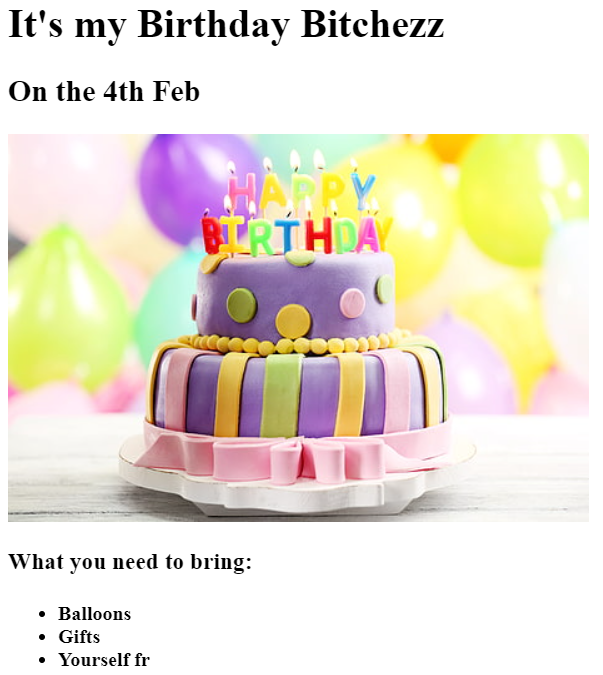 It's my Birthday Bitchezz
On the 4th Feb
HAPPY
BIRTHDAY
What you need to bring:
Balloons
Gifts
Yourself fr